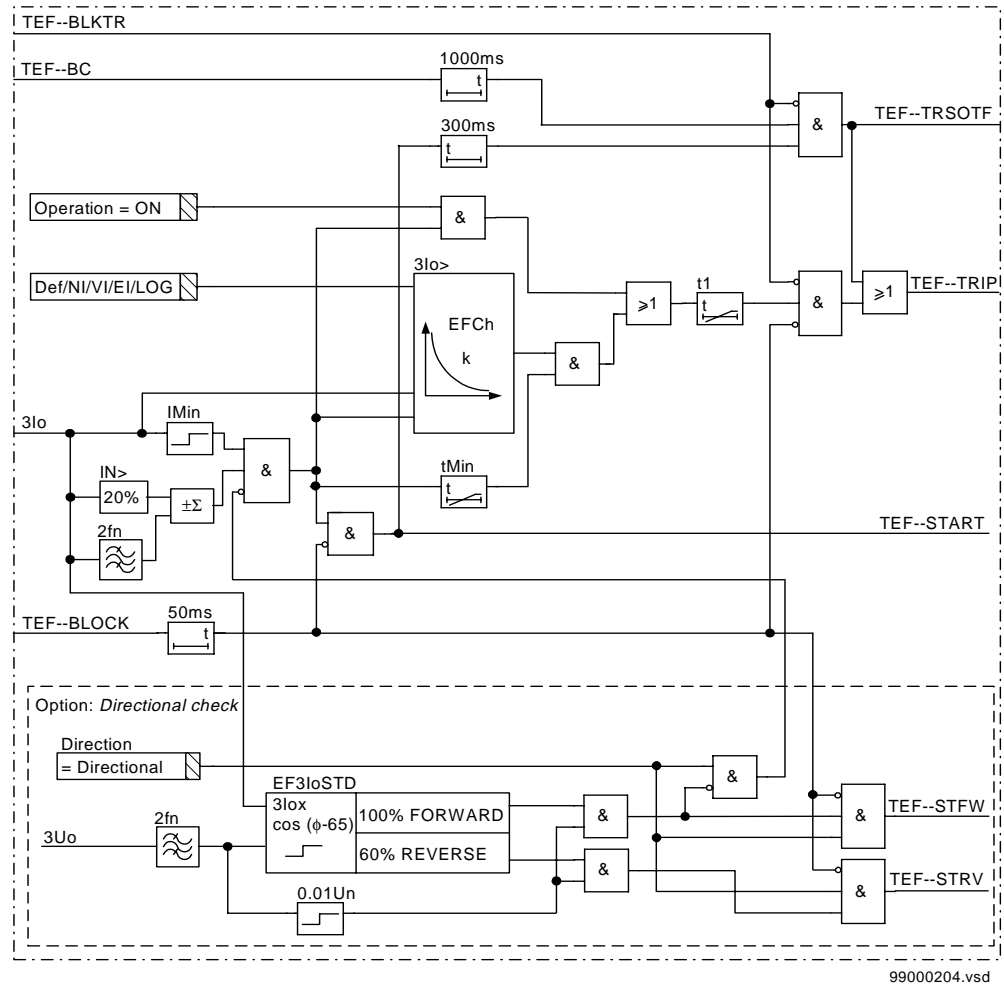 TEF--BLKTR
TEF--BC
1000ms
t
&
TEF--TRSOTF
300ms
t
Operation = ON
&
3Io>
Def/NI/VI/EI/LOG
EFCh
k
≥1
t1
t
&
≥1
TEF--TRIP
&
3Io
IMin
&
IN>
20%
±Σ
tMin
t
2fn
&
TEF--START
TEF--BLOCK
50ms
t
Option: Directional check
Direction
= Directional
&
EF3IoSTD
3Iox
cos (ϕ-65)
100% FORWARD
60% REVERSE
&
&
TEF--STFW
3Uo
2fn
&
&
TEF--STRV
0.01Un
99000204.vsd